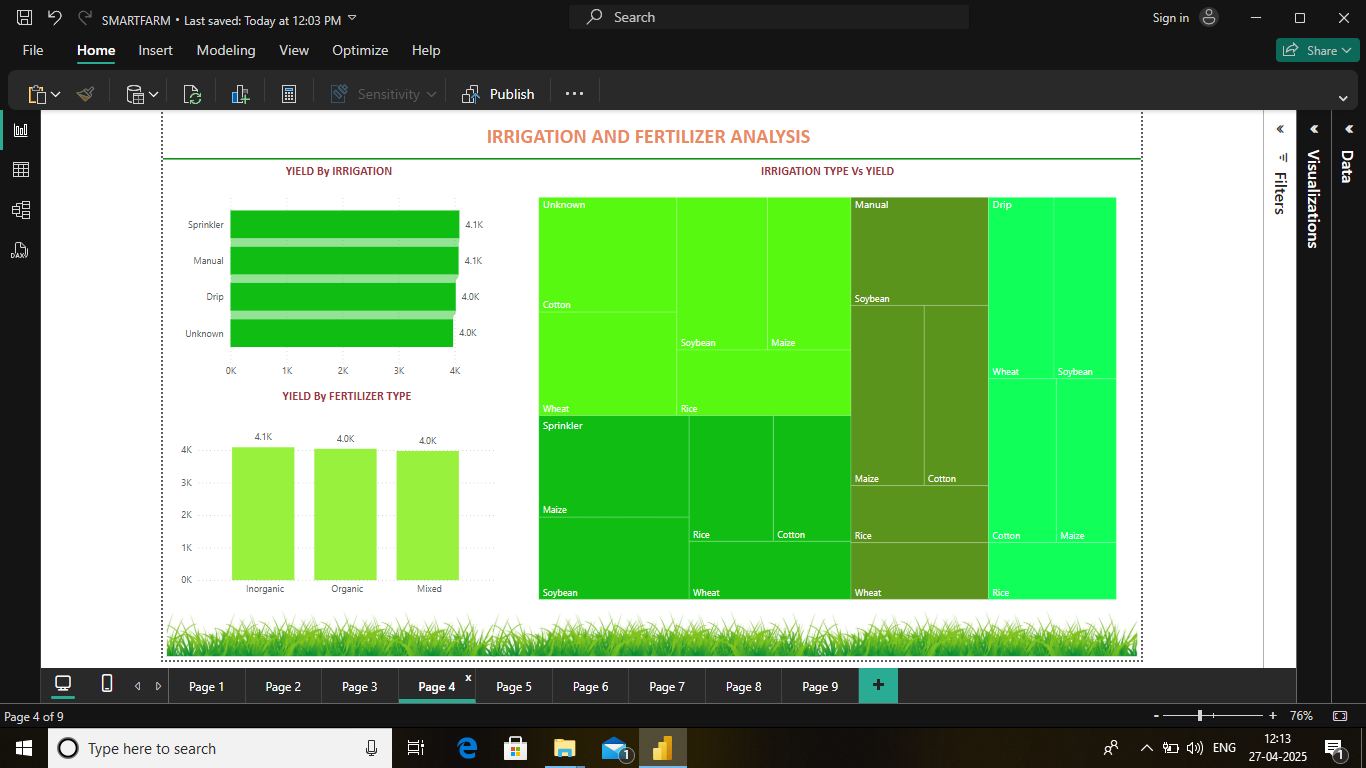 SMARTFARM • Last saved: Today at 12:03 PM
Search
Sign in
File Home Insert Modeling View Optimize Help
Share
Sensitivity
Publish
IRRIGATION AND FERTILIZER ANALYSIS
YIELD By IRRIGATION
Sprinkler 4.1K
Manual 4.1K
Drip 4.0K
Unknown 4.0K
0K 1K 2K 3K 4K
YIELD By FERTILIZER TYPE
4.1K 4.0K 4.0K
4K
3K
2K
1K
0K
Inorganic Organic Mixed
IRRIGATION TYPE Vs YIELD
Unknown
Cotton
Soybean
Maize
Wheat
Rice
Sprinkler
Maize
Rice
Cotton
Soybean
Wheat
Manual
Soybean
Maize
Cotton
Rice
Wheat
Drip
Wheat
Soybean
Cotton
Maize
Rice
Filters
Visualizations
Data
DAX
Page 1 Page 2 Page 3 Page 4 x Page 5 Page 6 Page 7 Page 8 Page 9 +
Page 4 of 9
- + 76%
Type here to search
1
ENG
12:13
27-04-2025
1